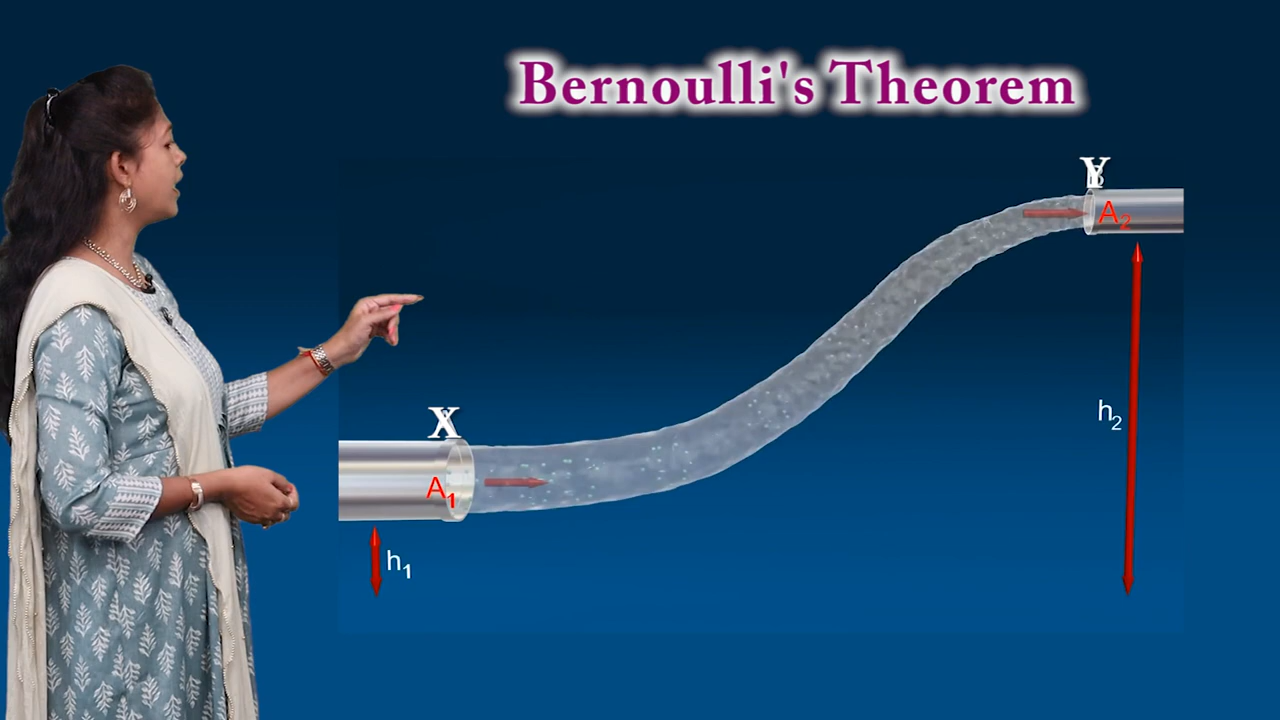 Bernoulli's Theorem
Y
A₂
X
A₁
h₂
h₁